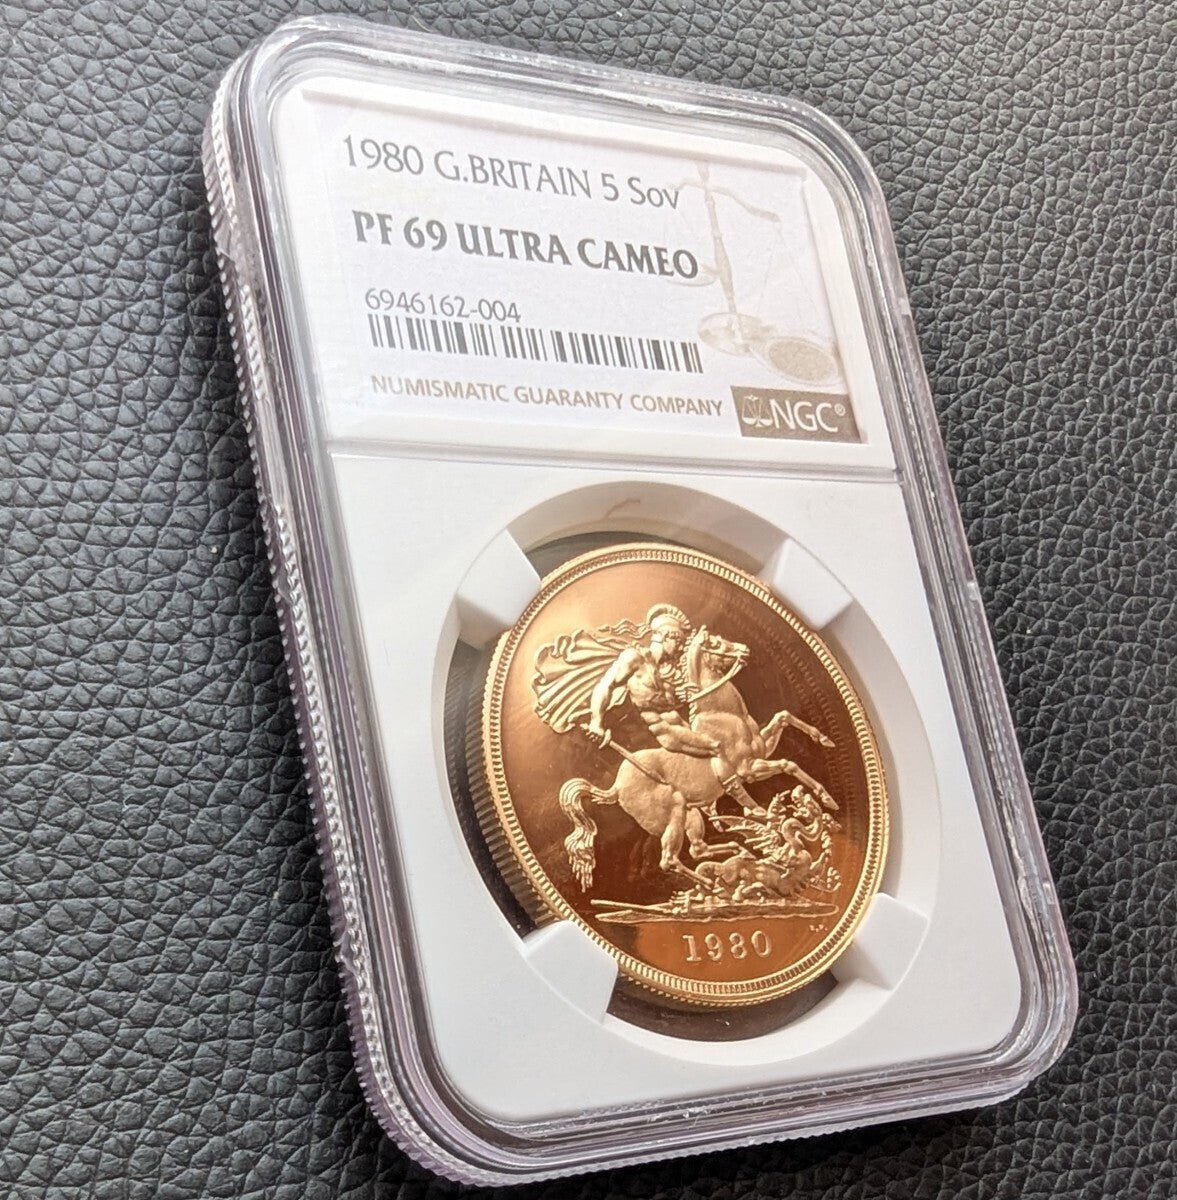 1980 G.BRITAIN 5 Sov
PF 69 ULTRA CAMEO
6946162-004
NUMISMATIC GUARANTY COMPANY
NGC®
1980